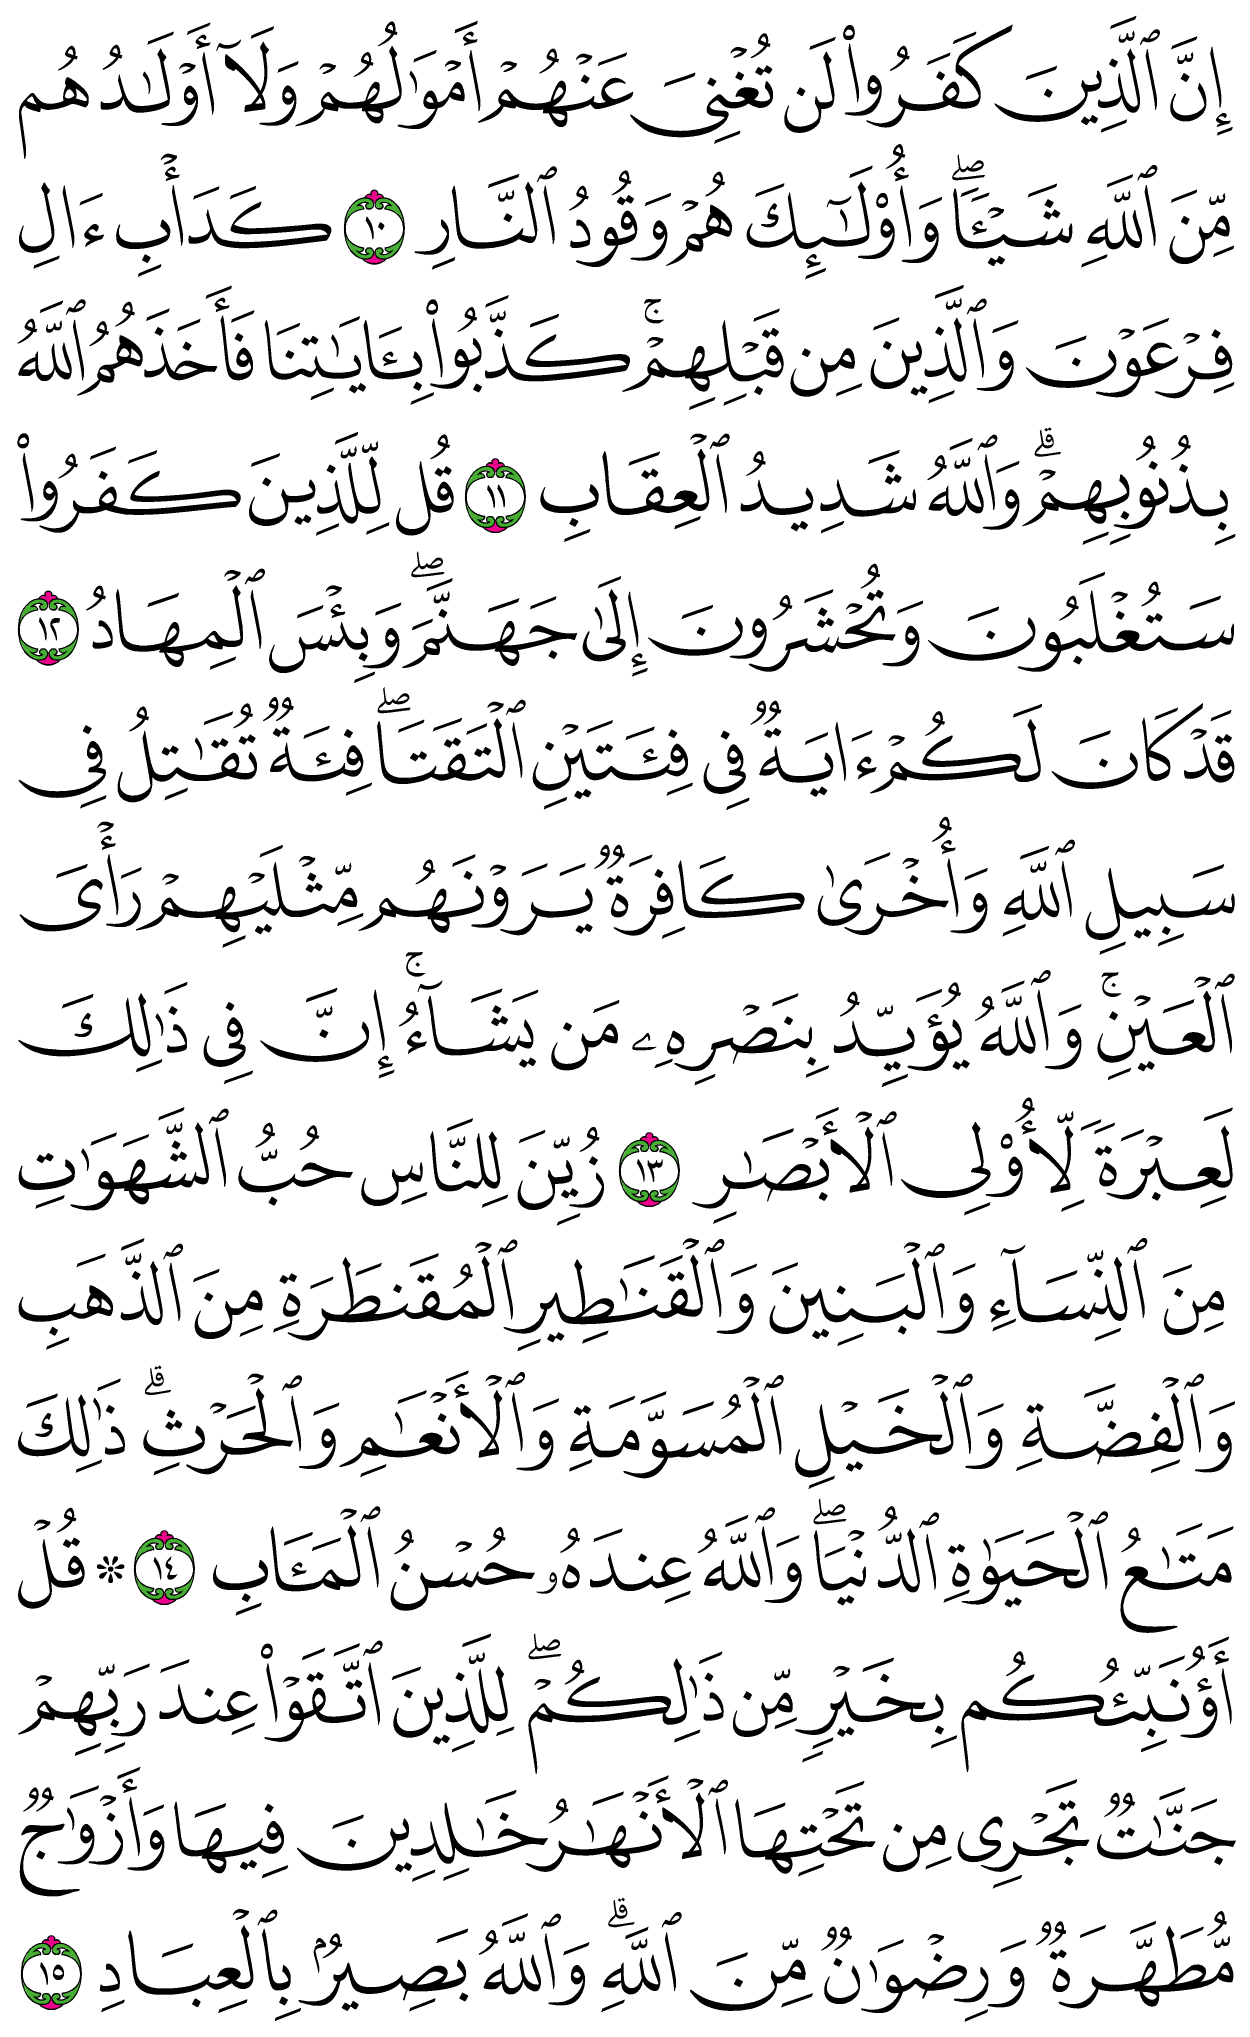 إِنَّ ٱلَّذِينَ كَفَرُوا۟ لَن تُغْنِىَ عَنْهُمْ أَمْوَٰلُهُمْ وَلَآ أَوْلَـٰدُهُم
مِّنَ ٱللَّهِ شَيْـًٔا ۖ وَأُو۟لَـٰٓئِكَ هُمْ وَقُودُ ٱلنَّارِ ١٠ كَدَأْبِ ءَالِ
فِرْعَوْنَ وَٱلَّذِينَ مِن قَبْلِهِمْ ۚ كَذَّبُوا۟ بِـَٔايَـٰتِنَا فَأَخَذَهُمُ ٱللَّهُ
بِذُنُوبِهِمْ ۗ وَٱللَّهُ شَدِيدُ ٱلْعِقَابِ ١١ قُل لِّلَّذِينَ كَفَرُوا۟
سَتُغْلَبُونَ وَتُحْشَرُونَ إِلَىٰ جَهَنَّمَ ۖ وَبِئْسَ ٱلْمِهَادُ ١٢
قَدْ كَانَ لَكُمْ ءَايَةٌ فِى فِئَتَيْنِ ٱلْتَقَتَا ۖ فِئَةٌ تُقَـٰتِلُ فِى
سَبِيلِ ٱللَّهِ وَأُخْرَىٰ كَافِرَةٌ يَرَوْنَهُم مِّثْلَيْهِمْ رَأْىَ
ٱلْعَيْنِ ۚ وَٱللَّهُ يُؤَيِّدُ بِنَصْرِهِۦ مَن يَشَآءُ ۚ إِنَّ فِى ذَٰلِكَ
لَعِبْرَةً لِّأُو۟لِى ٱلْأَبْصَـٰرِ ١٣ زُيِّنَ لِلنَّاسِ حُبُّ ٱلشَّهَوَٰتِ
مِنَ ٱلنِّسَآءِ وَٱلْبَنِينَ وَٱلْقَنَـٰطِيرِ ٱلْمُقَنطَرَةِ مِنَ ٱلذَّهَبِ
وَٱلْفِضَّةِ وَٱلْخَيْلِ ٱلْمُسَوَّمَةِ وَٱلْأَنْعَـٰمِ وَٱلْحَرْثِ ۗ ذَٰلِكَ
مَتَـٰعُ ٱلْحَيَوٰةِ ٱلدُّنْيَا ۖ وَٱللَّهُ عِندَهُۥ حُسْنُ ٱلْمَـَٔابِ ١٤ ۞ قُلْ
أَؤُنَبِّئُكُم بِخَيْرٍ مِّن ذَٰلِكُمْ ۖ لِلَّذِينَ ٱتَّقَوْا۟ عِندَ رَبِّهِمْ
جَنَّـٰتٌ تَجْرِى مِن تَحْتِهَا ٱلْأَنْهَـٰرُ خَـٰلِدِينَ فِيهَا وَأَزْوَٰجٌ
مُّطَهَّرَةٌ وَرِضْوَٰنٌ مِّنَ ٱللَّهِ ۗ وَٱللَّهُ بَصِيرٌۢ بِٱلْعِبَادِ ١٥